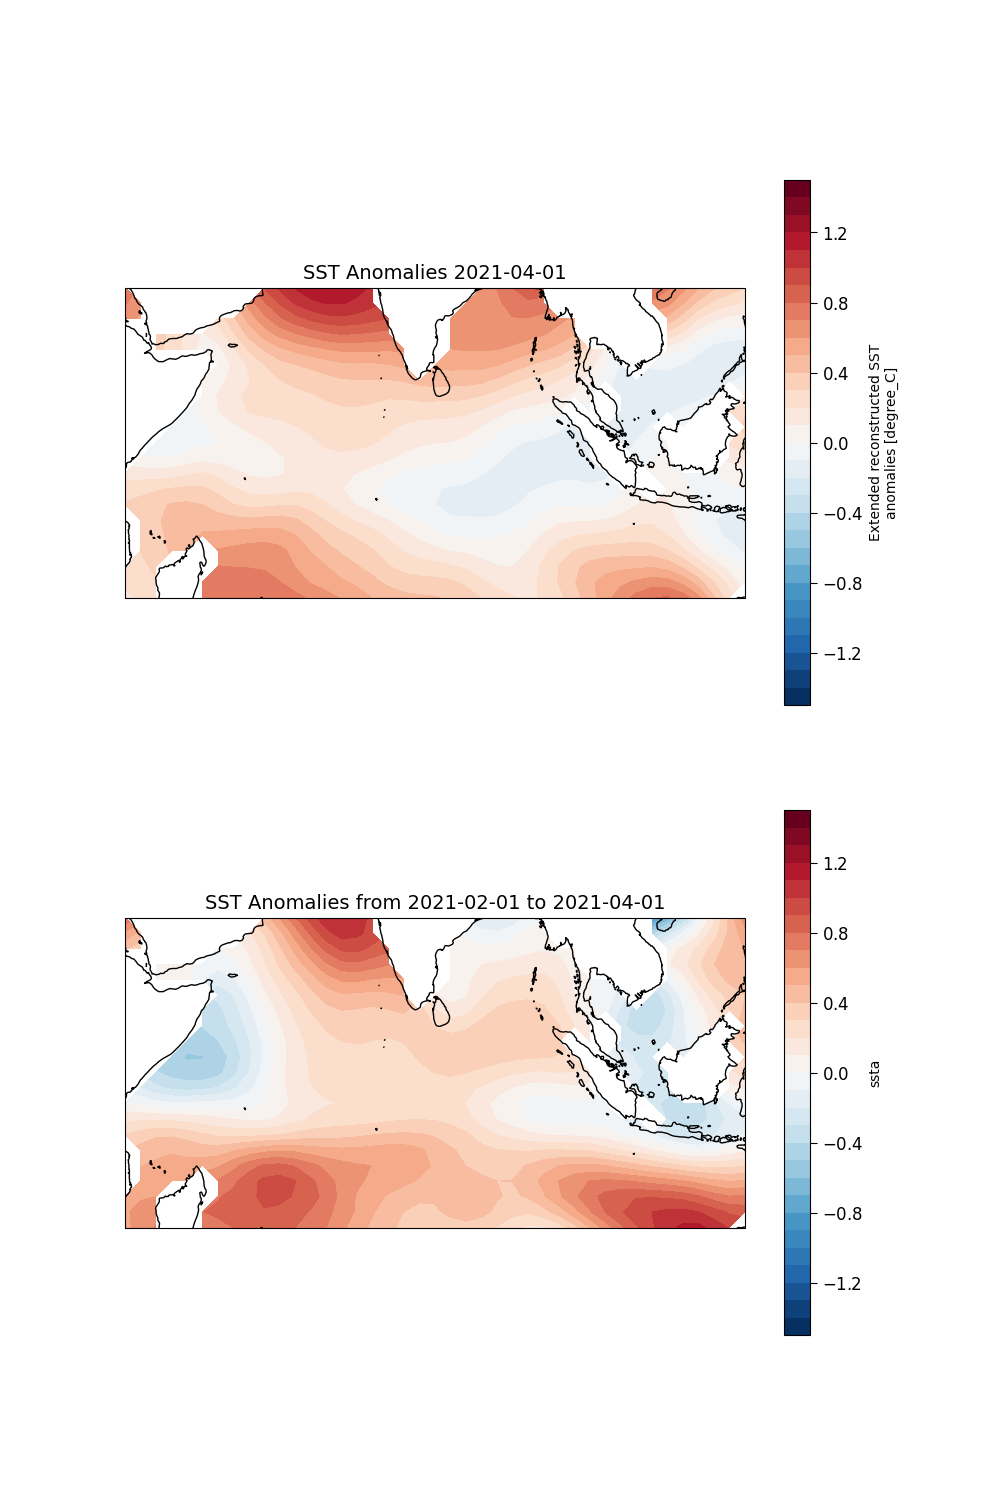 SST Anomalies 2021-04-01
1.2
0.8
0.4
0.0
−0.4
−0.8
−1.2
Extended reconstructed SST
anomalies [degree_C]
SST Anomalies from 2021-02-01 to 2021-04-01
1.2
0.8
0.4
0.0
−0.4
−0.8
−1.2
ssta